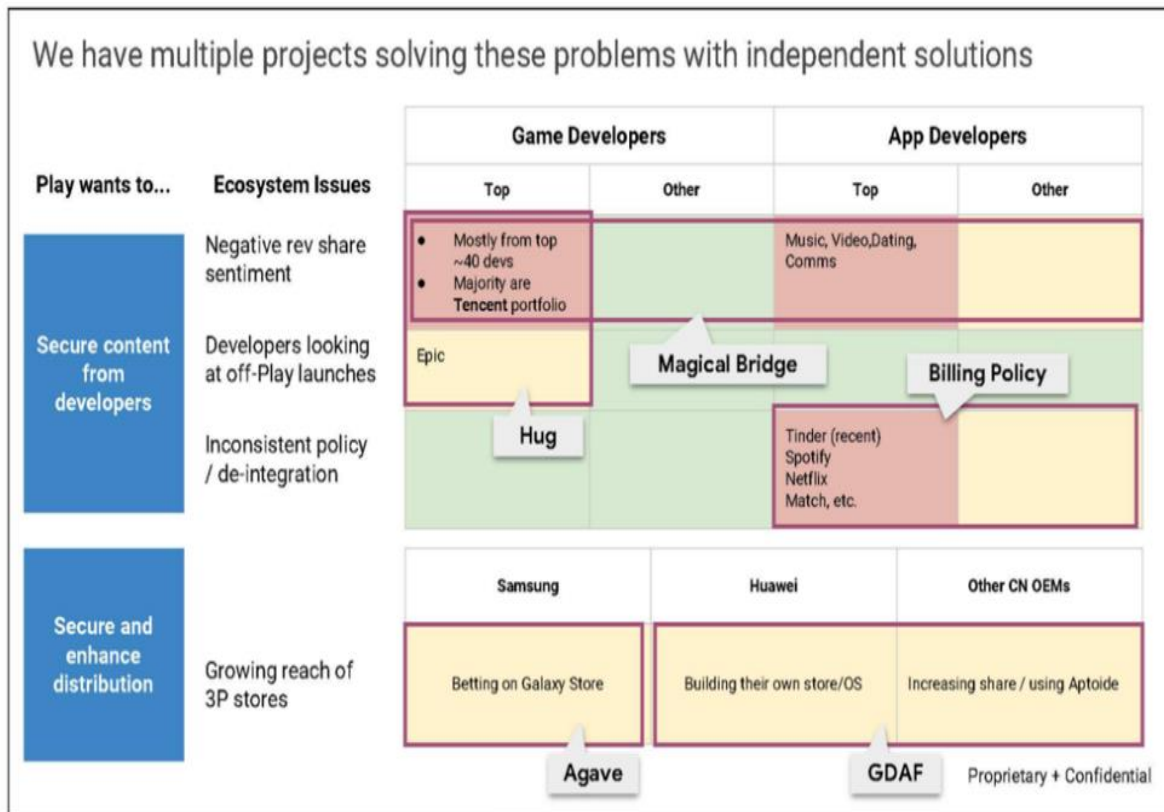 We have multiple projects solving these problems with independent solutions
Game Developers
App Developers
Play wants to...
Ecosystem Issues
Top
Other
Top
Other
Secure content
from
developers
Negative rev share
sentiment
● Mostly from top
~40 devs
● Majority are
Tencent portfolio
Music, Video,Dating,
Comms
Developers looking
at off-Play launches
Epic
Magical Bridge
Billing Policy
Hug
Inconsistent policy
/ de-integration
Tinder (recent)
Spotify
Netflix
Match, etc.
Samsung
Huawei
Other CN OEMs
Secure and
enhance
distribution
Growing reach of
3P stores
Betting on Galaxy Store
Building their own store/OS
Increasing share / using Aptoide
Agave
GDAF
Proprietary + Confidential